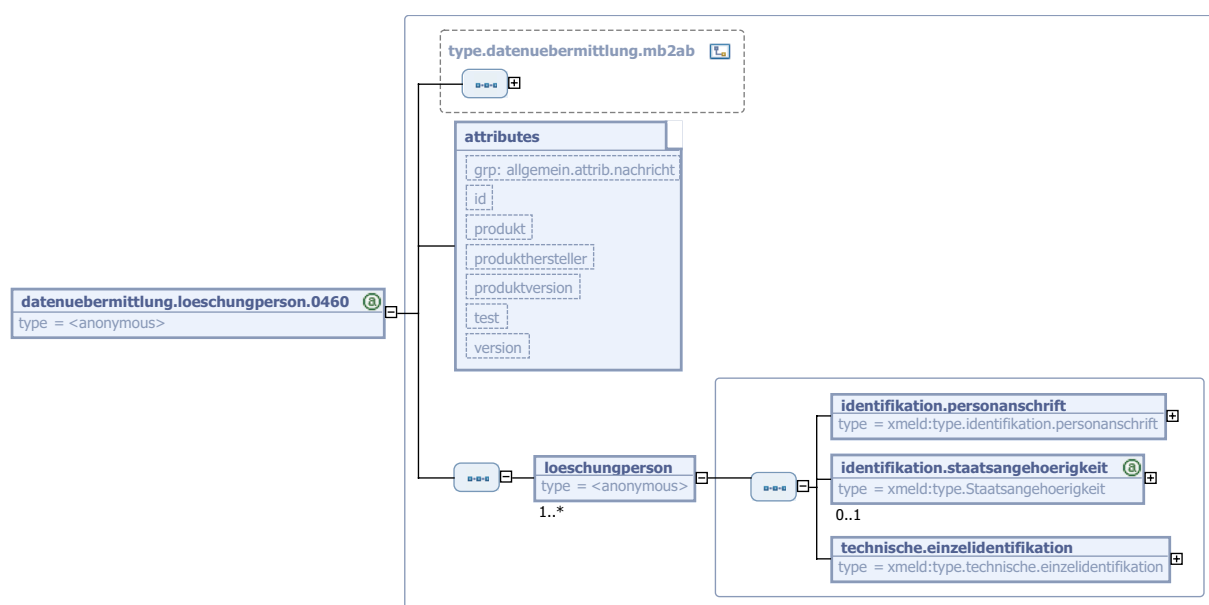 type.datenuebermittlung.mb2ab
attributes
grp: allgemein.attrib.nachricht
id
produkt
produkthersteller
produktversion
test
version
datenuebermittlung.loeschungperson.0460 a
type = <anonymous>
loeschungperson
type = <anonymous>
1..*
identifikation.personanschrift
type = xmeld:type.identifikation.personanschrift
identifikation.staatsangehoerigkeit a
type = xmeld:type.Staatsangehoerigkeit
0..1
technische.einzelidentifikation
type = xmeld:type.technische.einzelidentifikation